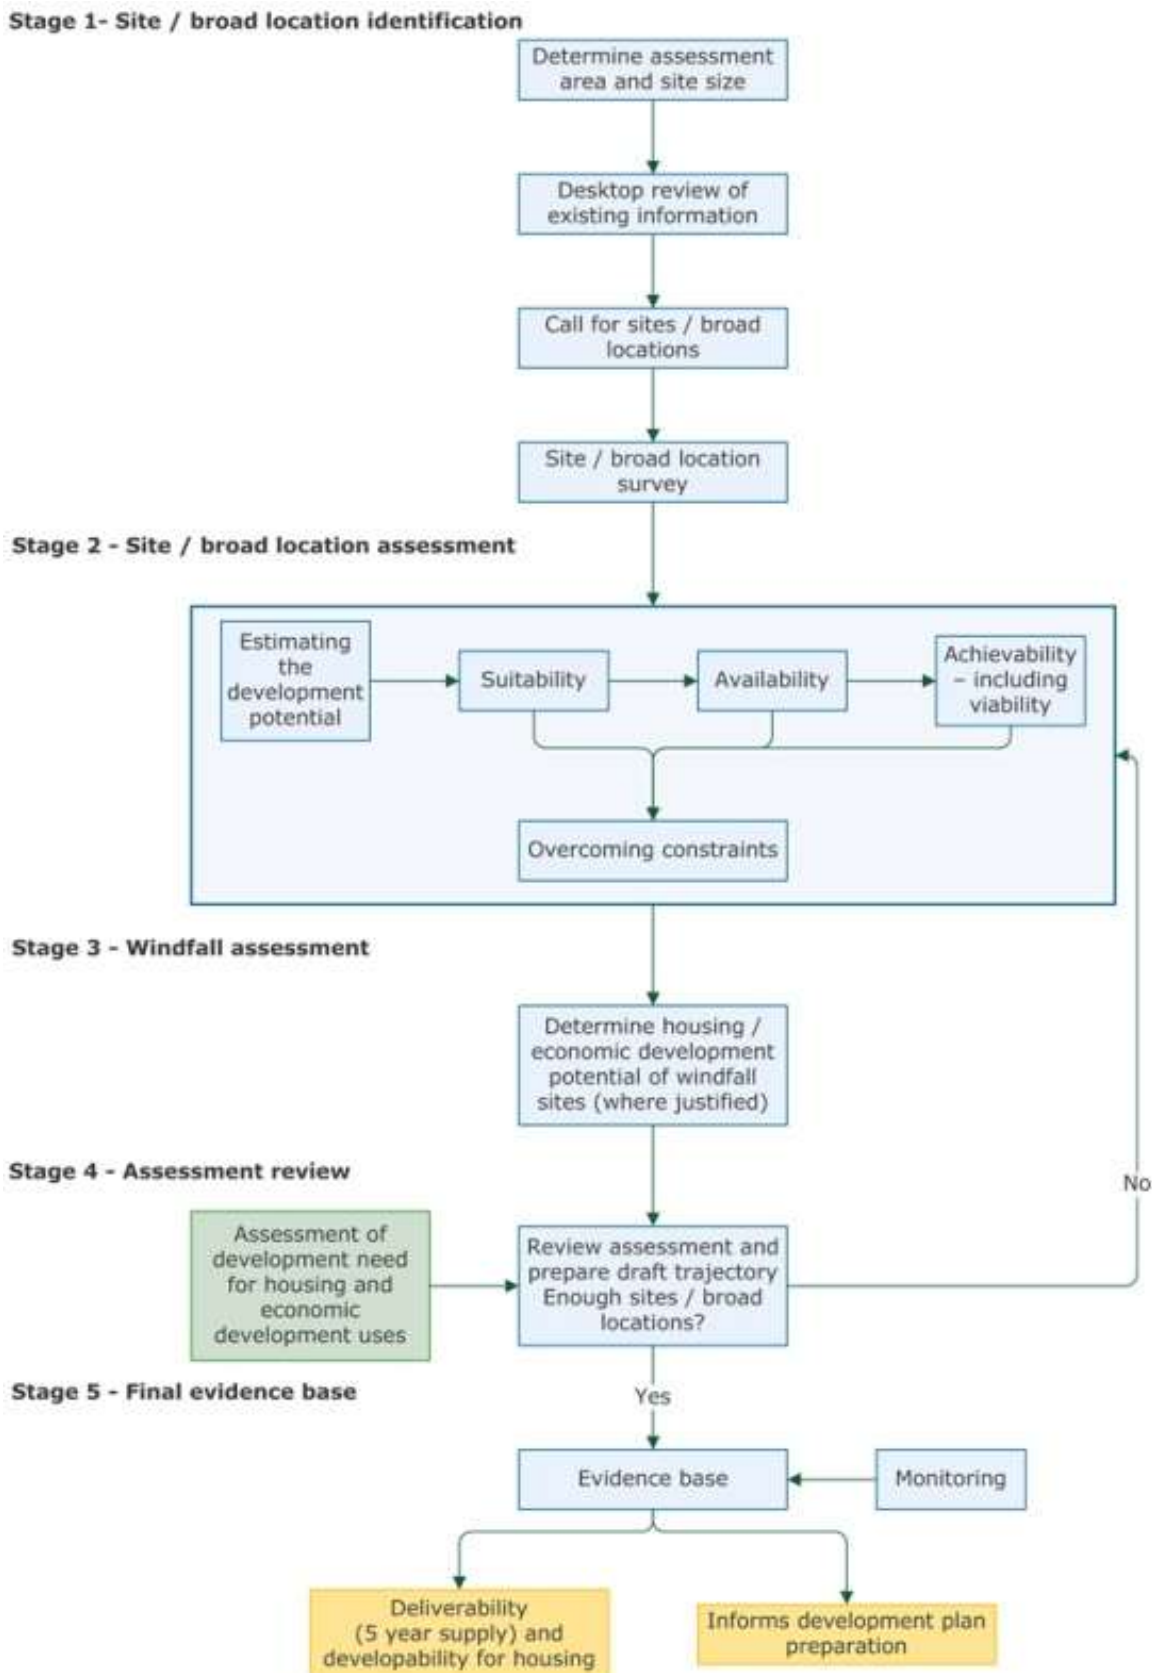 Stage 1- Site / broad location identification
Determine assessment
area and site size
Desktop review of
existing information
Call for sites / broad
locations
Site / broad location
survey
Stage 2 - Site / broad location assessment
Estimating
the
development
potential
Suitability
Availability
Achievability
– including
viability
Overcoming constraints
Stage 3 - Windfall assessment
Determine housing /
economic development
potential of windfall
sites (where justified)
Stage 4 - Assessment review
No
Assessment of
development need
for housing and
economic
development uses
Review assessment and
prepare draft trajectory
Enough sites / broad
locations?
Stage 5 - Final evidence base
Yes
Evidence base
Monitoring
Deliverability
(5 year supply) and
developability for housing
Informs development plan
preparation